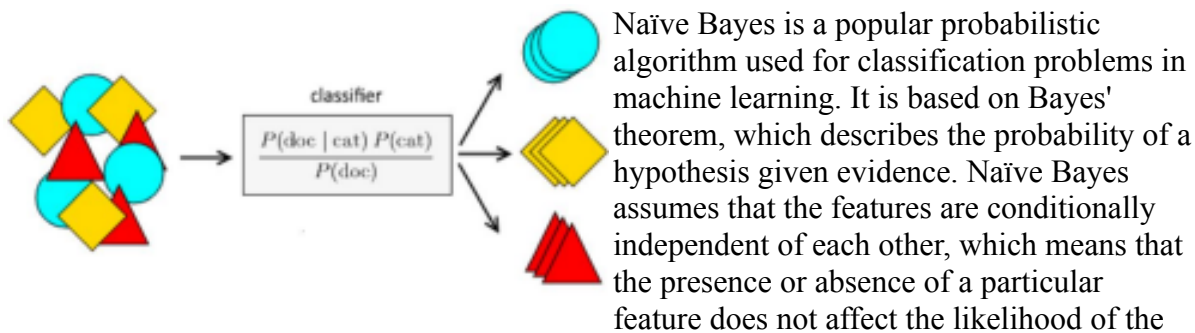 classifier
P(doc | cat) P(cat)
P(doc)
Naïve Bayes is a popular probabilistic
algorithm used for classification problems in
machine learning. It is based on Bayes'
theorem, which describes the probability of a
hypothesis given evidence. Naïve Bayes
assumes that the features are conditionally
independent of each other, which means that
the presence or absence of a particular
feature does not affect the likelihood of the